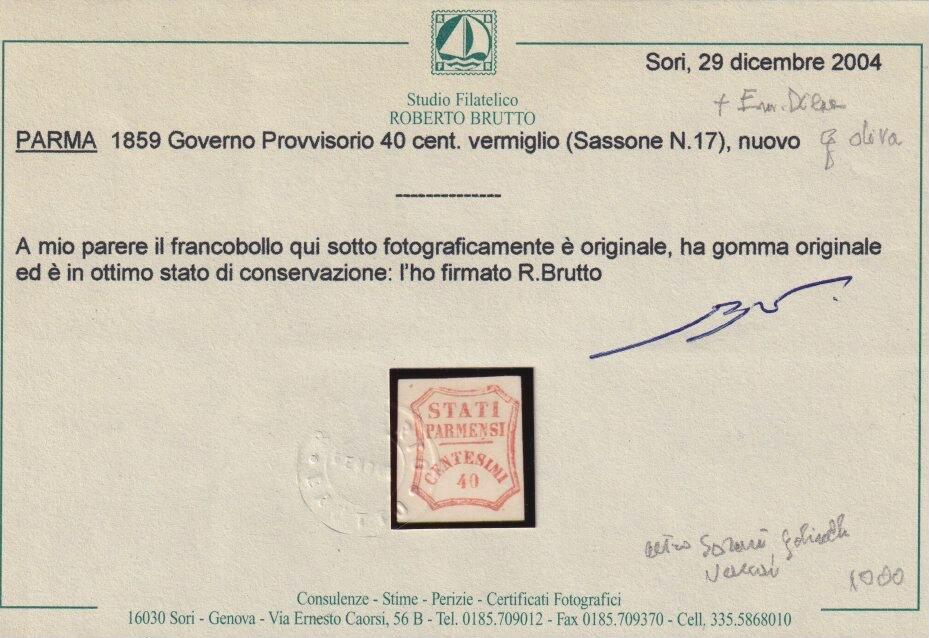 Sori, 29 dicembre 2004
Studio Filatelico
ROBERTO BRUTTO
+ Em. Diena
PARMA 1859 Governo Provvisorio 40 cent. vermiglio (Sassone N.17), nuovo
oliva
--------------
A mio parere il francobollo qui sotto fotograficamente è originale, ha gomma originale
ed è in ottimo stato di conservazione: l'ho firmato R.Brutto
STATI
PARMENSI
CENTESIMI
40
1000
Consulenze - Stime - Perizie - Certificati Fotografici
16030 Sori - Genova - Via Ernesto Caorsi, 56 B - Tel. 0185.709012 - Fax 0185.709370 - Cell. 335.5868010